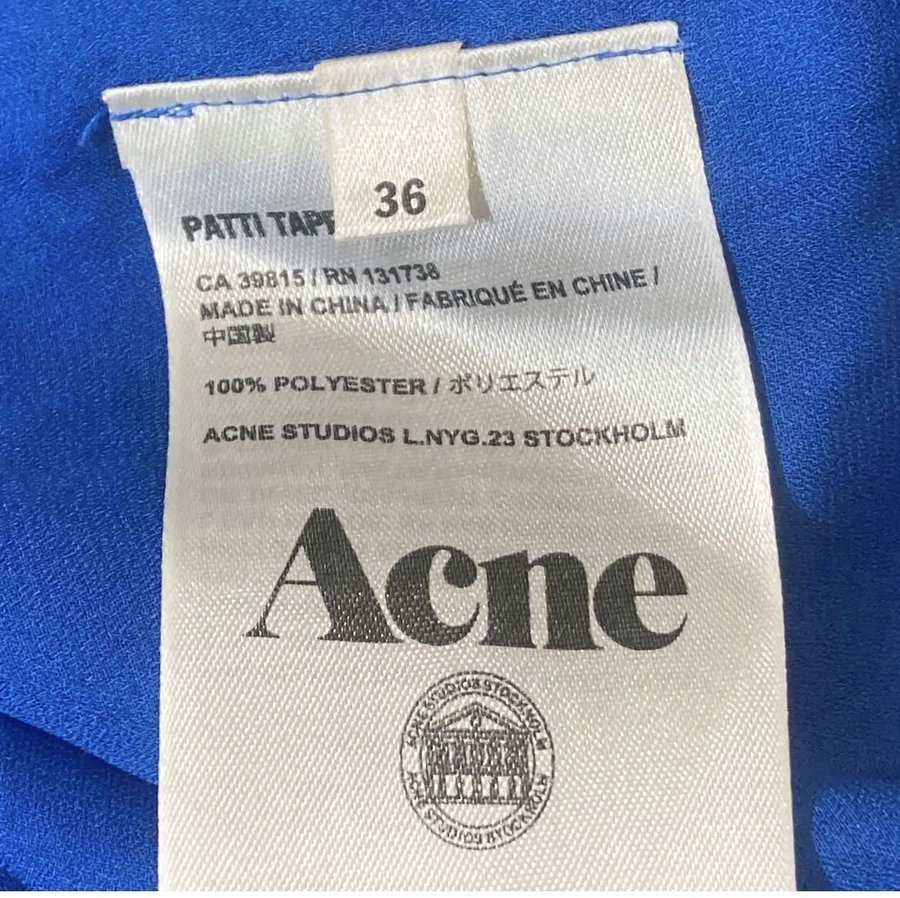 36
PATTI
CA 39815 / RN 131738
MADE IN CHINA / FABRIQUÉ EN CHINE /
中国製
100% POLYESTER / ポリエステル
ACNE STUDIOS L.NYG.23 STOCKHOLM
Acne
ACNE STUDIOS STOCKHOLM
ACNE STUDIOS STOCKHOLM